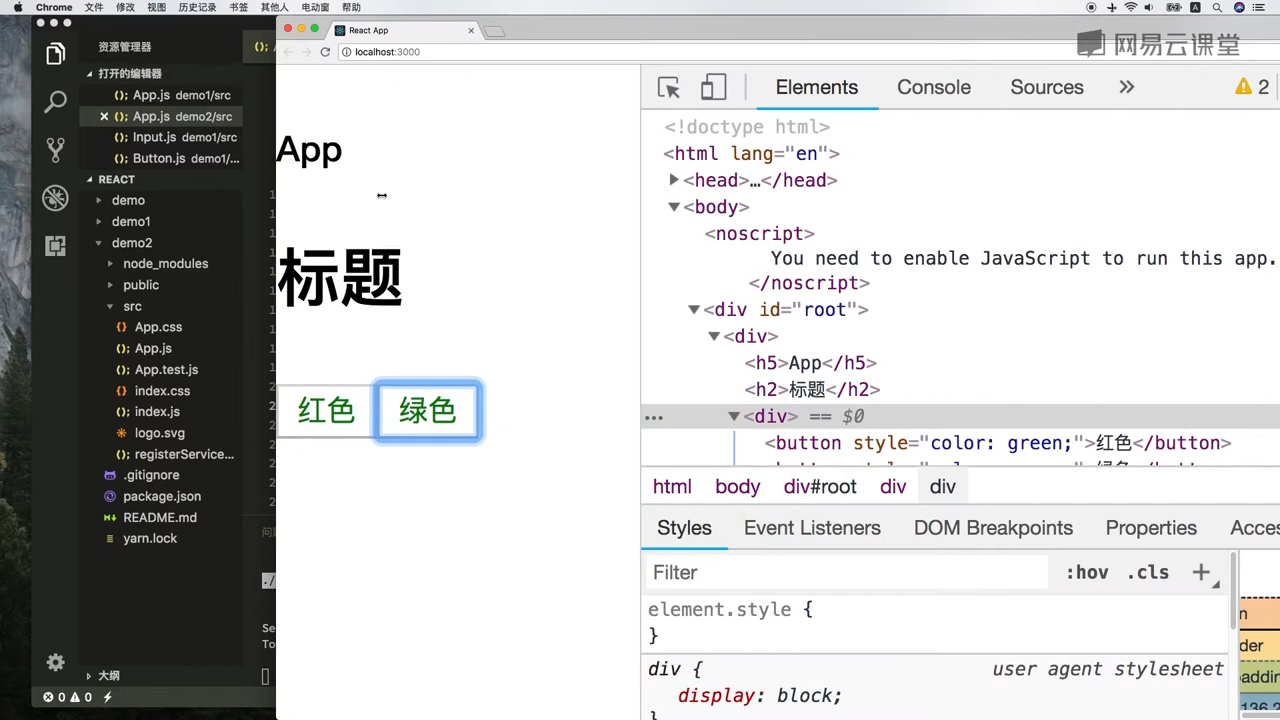 Chrome 文件 修改 视图 历史记录 书签 其他人 电动窗 帮助
资源管理器
打开的编辑器
App.js demo1/src
App.js demo2/src
Input.js demo1/src
Button.js demo1/...
REACT
demo
demo1
demo2
node_modules
public
src
App.css
App.js
App.test.js
index.css
index.js
logo.svg
registerService...
.gitignore
package.json
README.md
yarn.lock
大纲
0 0
React App
localhost:3000
网易云课堂
App
标题
红色 绿色
Elements Console Sources » 2
<!doctype html>
<html lang="en">
<head>…</head>
<body>
<noscript>
You need to enable JavaScript to run this app.
</noscript>
<div id="root">
<div>
<h5>App</h5>
<h2>标题</h2>
<div> == $0
<button style="color: green;">红色</button>
html body div#root div div
Styles Event Listeners DOM Breakpoints Properties Acces
Filter :hov .cls +
element.style {
}
div { user agent stylesheet
display: block;